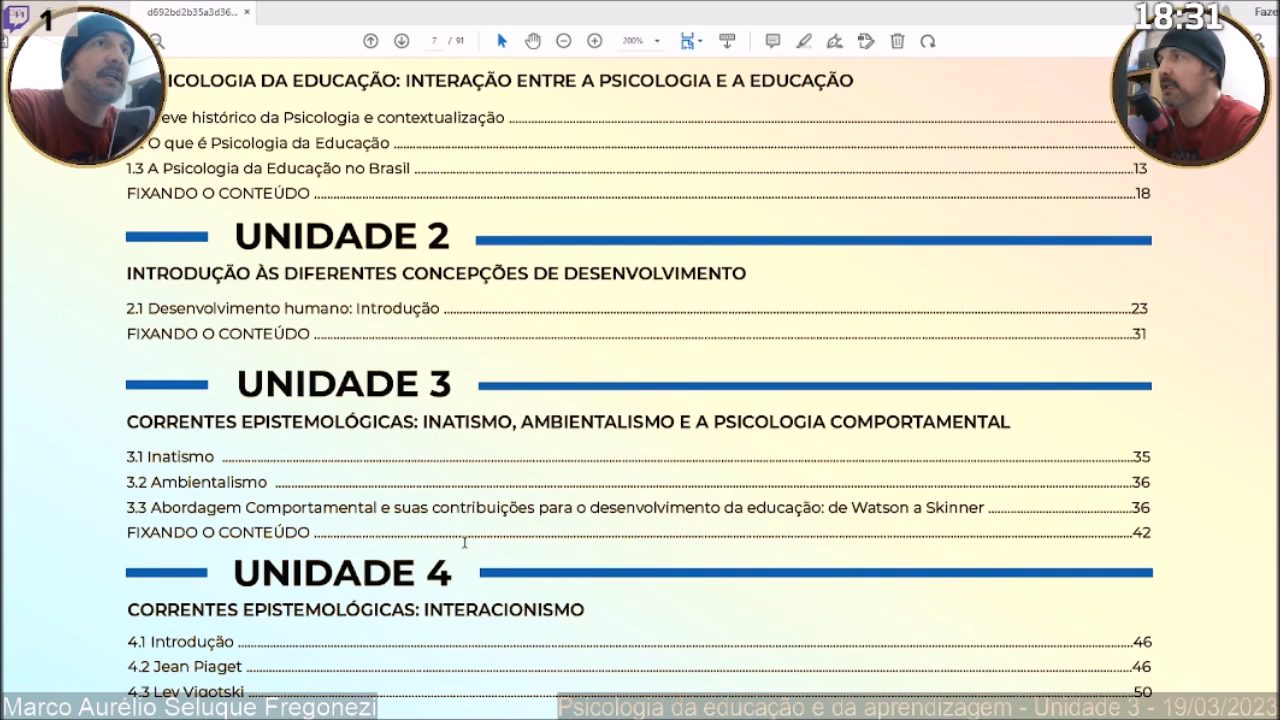 1
d692bd2b35a3d36...
18:31
Faze
7 / 91
200%
ICOLOGIA DA EDUCAÇÃO: INTERAÇÃO ENTRE A PSICOLOGIA E A EDUCAÇÃO
eve histórico da Psicologia e contextualização
O que é Psicologia da Educação
1.3 A Psicologia da Educação no Brasil 13
FIXANDO O CONTEÚDO 18
UNIDADE 2
INTRODUÇÃO ÀS DIFERENTES CONCEPÇÕES DE DESENVOLVIMENTO
2.1 Desenvolvimento humano: Introdução 23
FIXANDO O CONTEÚDO 31
UNIDADE 3
CORRENTES EPISTEMOLÓGICAS: INATISMO, AMBIENTALISMO E A PSICOLOGIA COMPORTAMENTAL
3.1 Inatismo 35
3.2 Ambientalismo 36
3.3 Abordagem Comportamental e suas contribuições para o desenvolvimento da educação: de Watson a Skinner 36
FIXANDO O CONTEÚDO 42
UNIDADE 4
CORRENTES EPISTEMOLÓGICAS: INTERACIONISMO
4.1 Introdução 46
4.2 Jean Piaget 46
4.3 Lev Vigotski 50
Marco Aurélio Seluque Fregonezi
Psicologia da educação e da aprendizagem - Unidade 3 - 19/03/2023